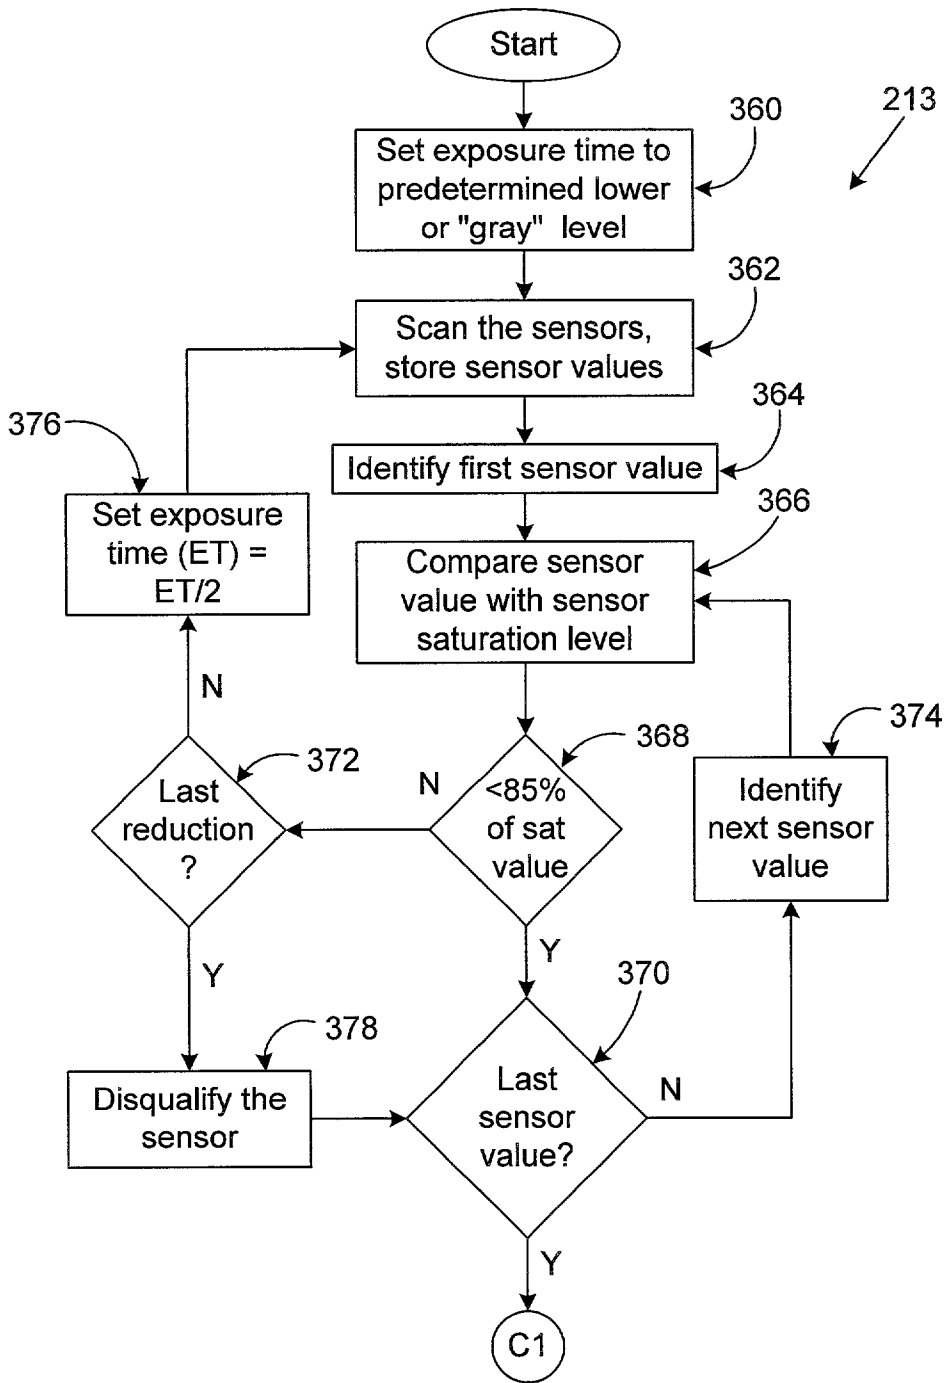 Start
213
360
Set exposure time to
predetermined lower
or "gray" level
362
Scan the sensors,
store sensor values
364
Identify first sensor value
376
Set exposure
time (ET) =
ET/2
366
Compare sensor
value with sensor
saturation level
N
374
Identify
next sensor
value
368
<85%
of sat
value
N
372
Last
reduction
?
Y
Y
370
Last
sensor
value?
N
378
Disqualify the
sensor
Y
C1